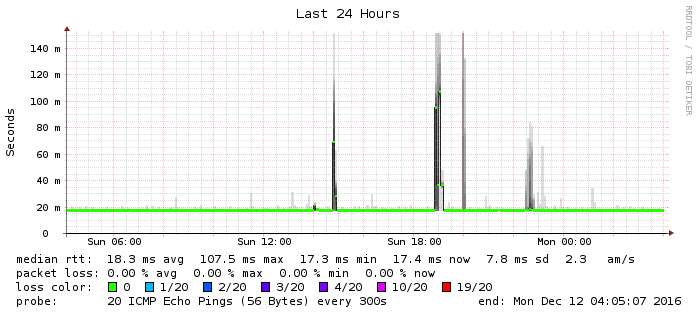 Last 24 Hours
RRDTOOL / TOBI OETIKER
Seconds
140 m
120 m
100 m
80 m
60 m
40 m
20 m
0
Sun 06:00 Sun 12:00 Sun 18:00 Mon 00:00
median rtt: 18.3 ms avg 107.5 ms max 17.3 ms min 17.4 ms now 7.8 ms sd 2.3 am/s
packet loss: 0.00 % avg 0.00 % max 0.00 % min 0.00 % now
loss color: 0 1/20 2/20 3/20 4/20 10/20 19/20
probe: 20 ICMP Echo Pings (56 Bytes) every 300s end: Mon Dec 12 04:05:07 2016